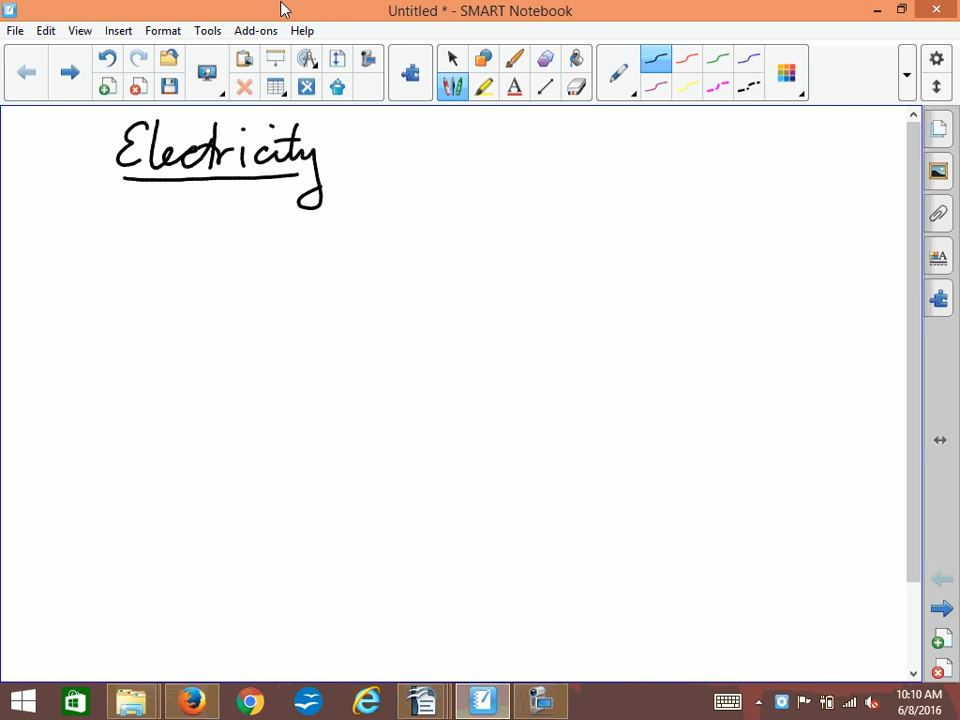 Untitled * - SMART Notebook
File Edit View Insert Format Tools Add-ons Help
Electricity
10:10 AM
6/8/2016